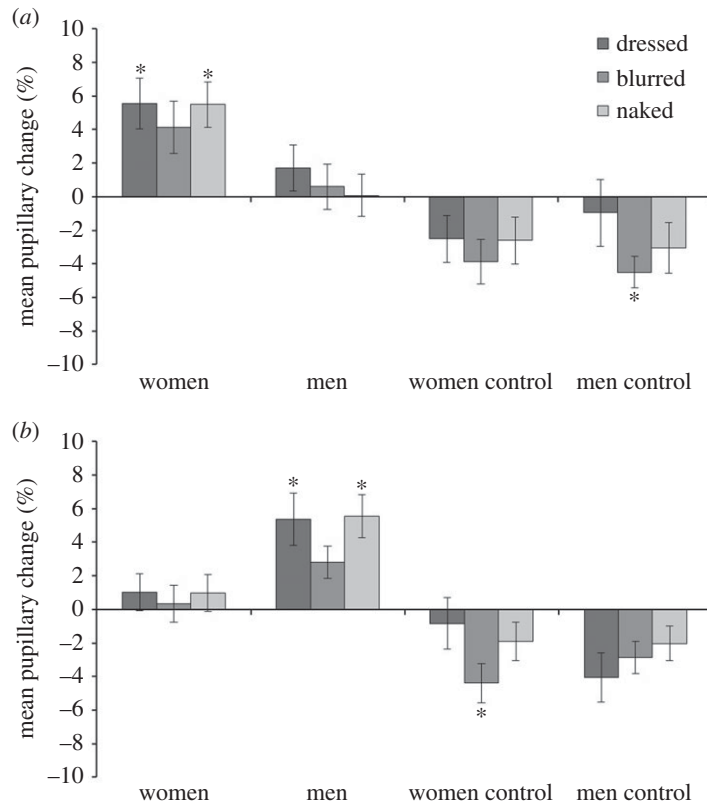 (a)
mean pupillary change (%)
10
8
6
4
2
0
–2
–4
–6
–8
–10
* *
*
dressed
blurred
naked
women men women control men control
(b)
mean pupillary change (%)
10
8
6
4
2
0
–2
–4
–6
–8
–10
* *
*
women men women control men control